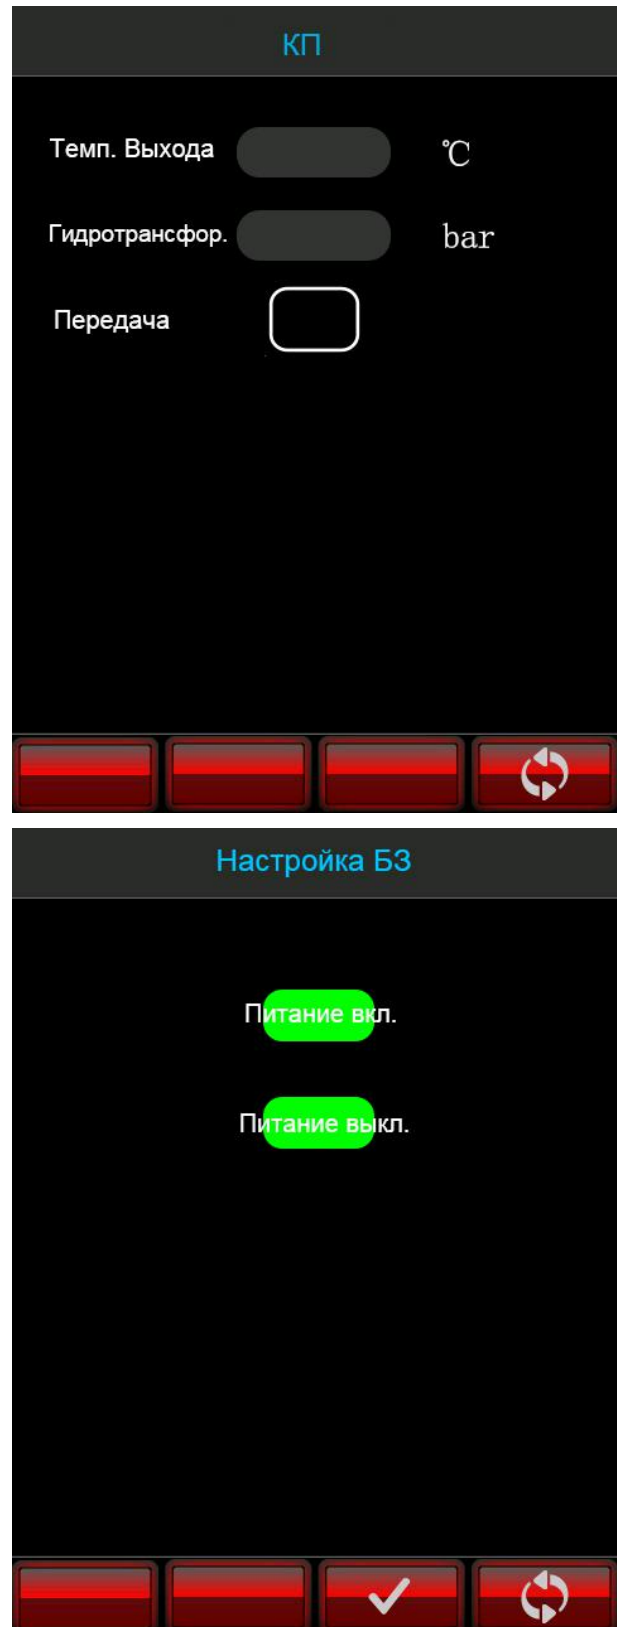 КП
Темп. Выхода ℃
Гидротрансфор. bar
Передача
Настройка БЗ
Питание вкл.
Питание выкл.